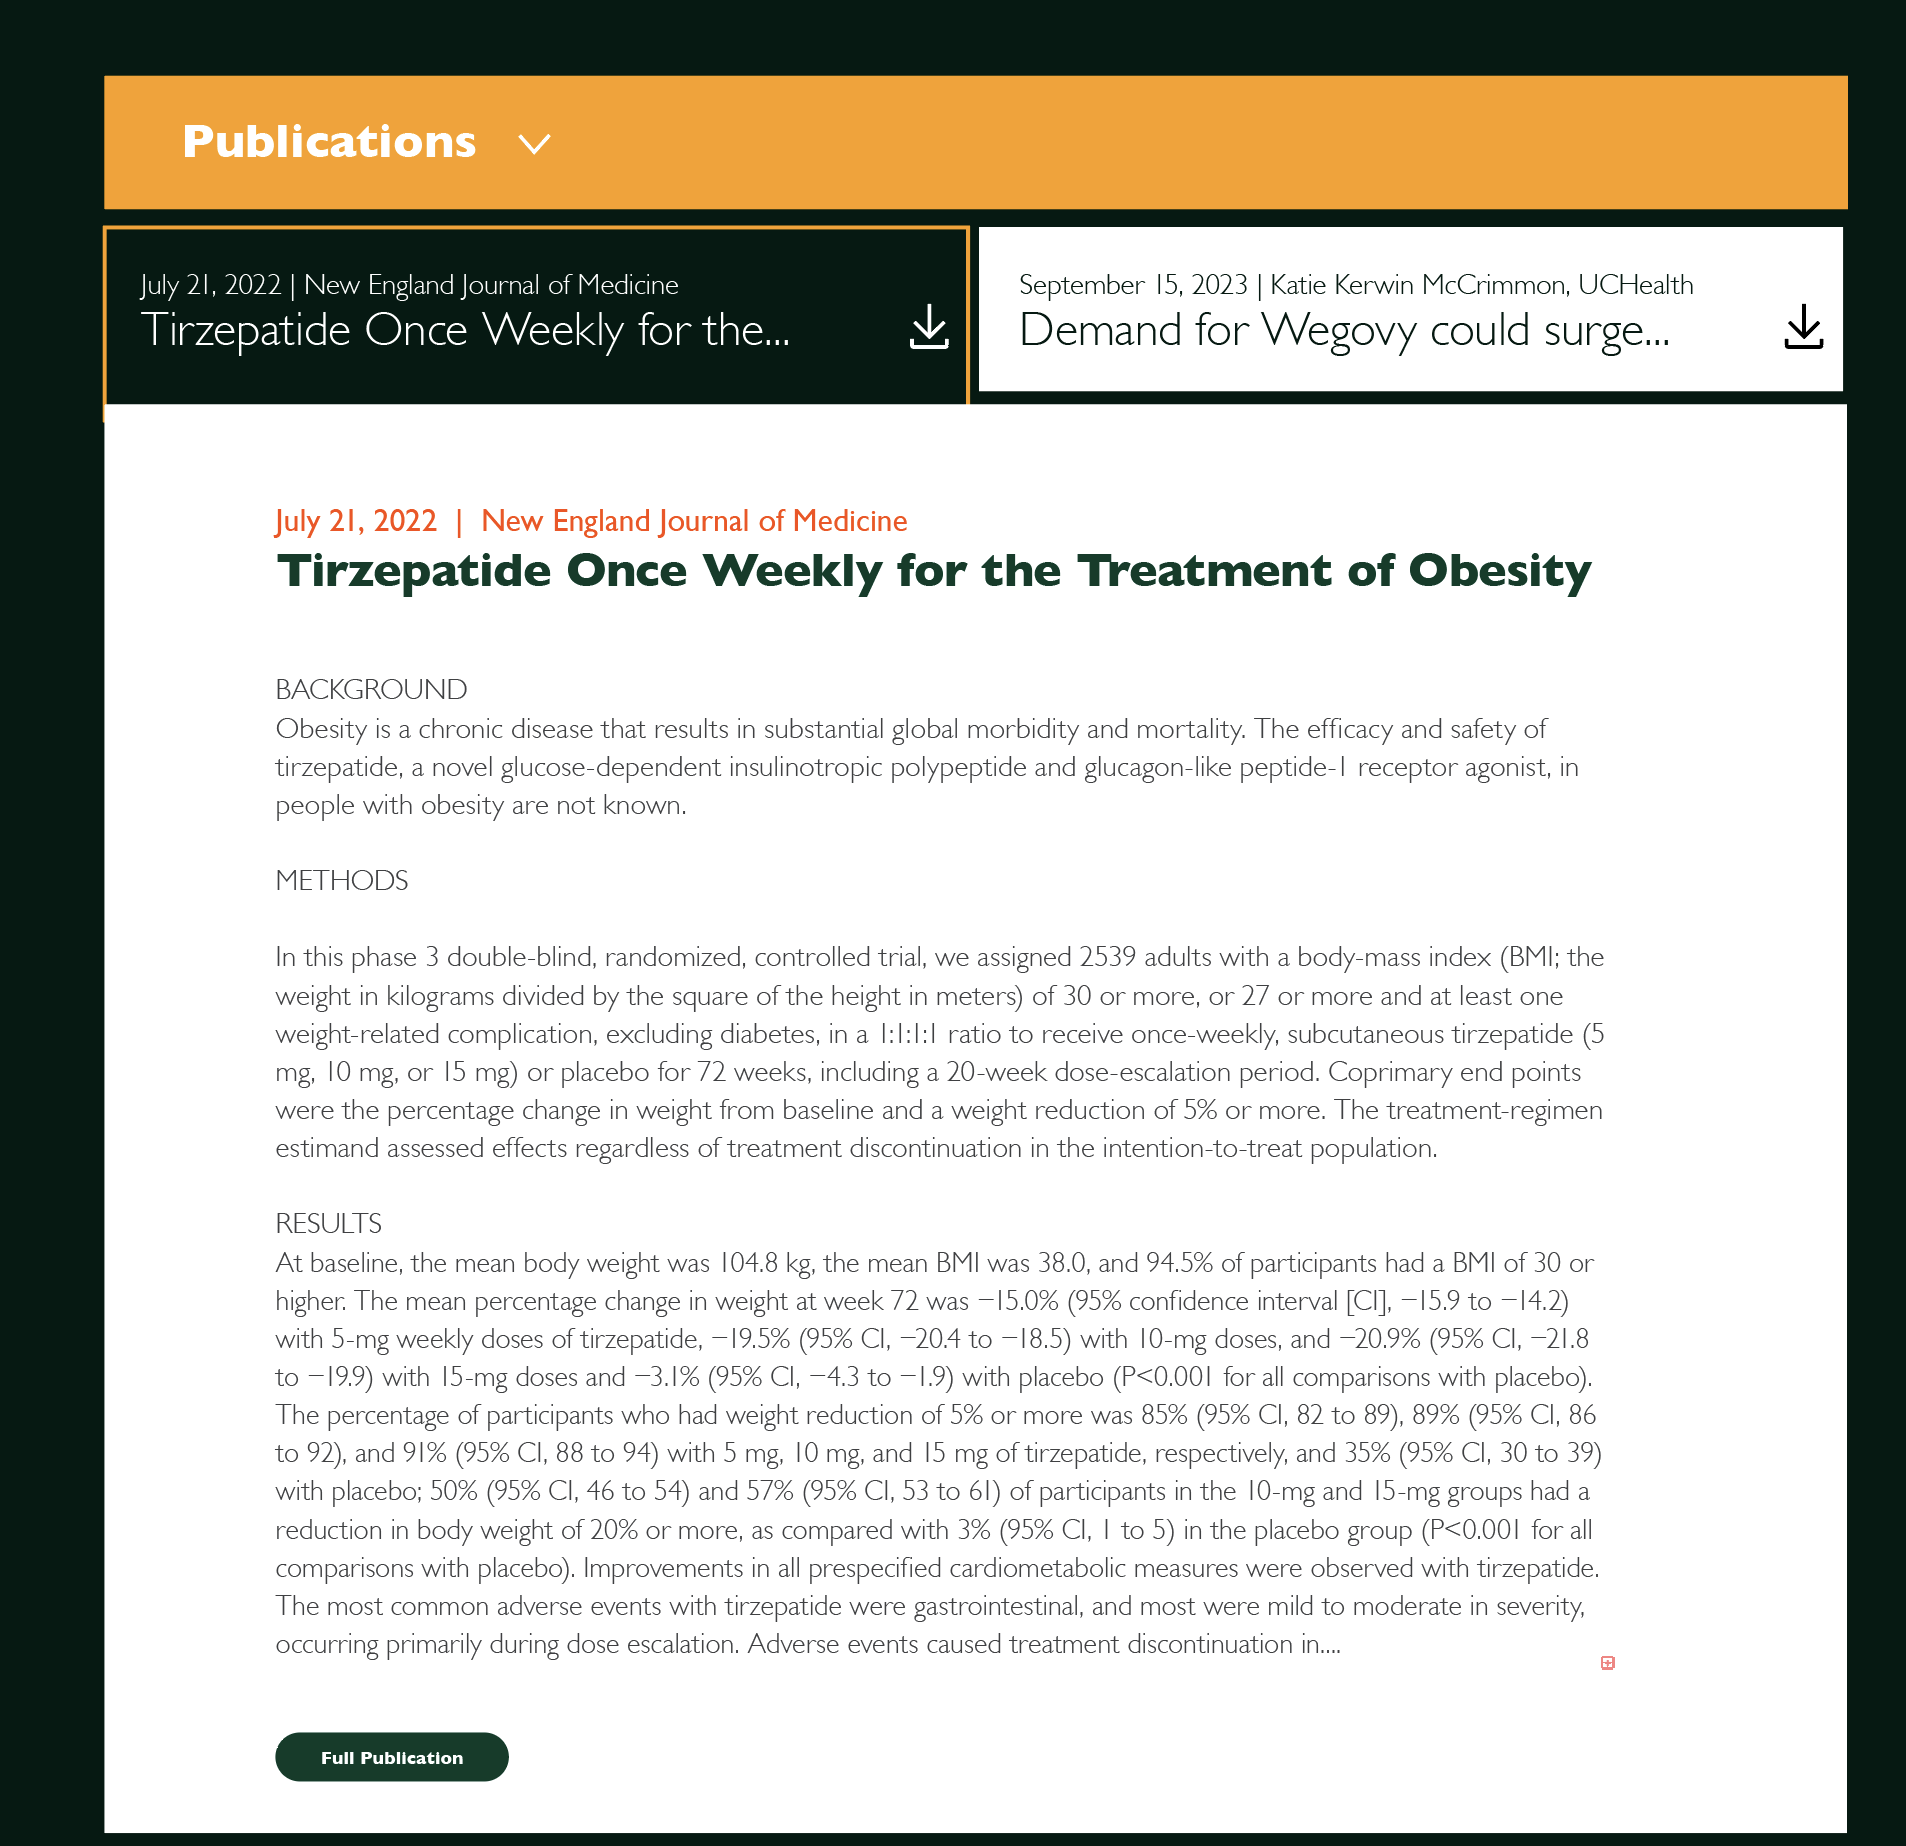 Publications
July 21, 2022 | New England Journal of Medicine
Tirzepatide Once Weekly for the...
September 15, 2023 | Katie Kerwin McCrimmon, UCHealth
Demand for Wegovy could surge...
July 21, 2022 | New England Journal of Medicine
Tirzepatide Once Weekly for the Treatment of Obesity
BACKGROUND
Obesity is a chronic disease that results in substantial global morbidity and mortality. The efficacy and safety of
tirzepatide, a novel glucose-dependent insulinotropic polypeptide and glucagon-like peptide-1 receptor agonist, in
people with obesity are not known.
METHODS
In this phase 3 double-blind, randomized, controlled trial, we assigned 2539 adults with a body-mass index (BMI; the
weight in kilograms divided by the square of the height in meters) of 30 or more, or 27 or more and at least one
weight-related complication, excluding diabetes, in a 1:1:1:1 ratio to receive once-weekly, subcutaneous tirzepatide (5
mg, 10 mg, or 15 mg) or placebo for 72 weeks, including a 20-week dose-escalation period. Coprimary end points
were the percentage change in weight from baseline and a weight reduction of 5% or more. The treatment-regimen
estimand assessed effects regardless of treatment discontinuation in the intention-to-treat population.
RESULTS
At baseline, the mean body weight was 104.8 kg, the mean BMI was 38.0, and 94.5% of participants had a BMI of 30 or
higher. The mean percentage change in weight at week 72 was −15.0% (95% confidence interval [CI], −15.9 to −14.2)
with 5-mg weekly doses of tirzepatide, −19.5% (95% CI, −20.4 to −18.5) with 10-mg doses, and −20.9% (95% CI, −21.8
to −19.9) with 15-mg doses and −3.1% (95% CI, −4.3 to −1.9) with placebo (P<0.001 for all comparisons with placebo).
The percentage of participants who had weight reduction of 5% or more was 85% (95% CI, 82 to 89), 89% (95% CI, 86
to 92), and 91% (95% CI, 88 to 94) with 5 mg, 10 mg, and 15 mg of tirzepatide, respectively, and 35% (95% CI, 30 to 39)
with placebo; 50% (95% CI, 46 to 54) and 57% (95% CI, 53 to 61) of participants in the 10-mg and 15-mg groups had a
reduction in body weight of 20% or more, as compared with 3% (95% CI, 1 to 5) in the placebo group (P<0.001 for all
comparisons with placebo). Improvements in all prespecified cardiometabolic measures were observed with tirzepatide.
The most common adverse events with tirzepatide were gastrointestinal, and most were mild to moderate in severity,
occurring primarily during dose escalation. Adverse events caused treatment discontinuation in....
Full Publication